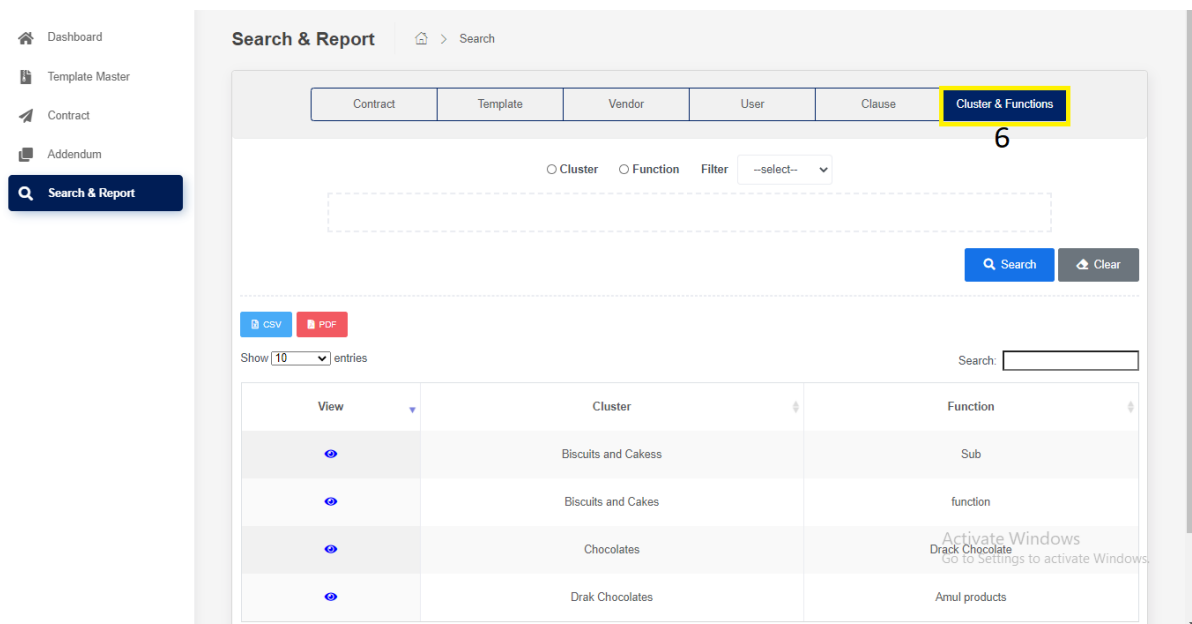 Dashboard
Template Master
Contract
Addendum
Search & Report
Search & Report > Search
Contract Template Vendor User Clause Cluster & Functions
6
Cluster Function Filter --select--
Search Clear
CSV PDF
Show 10 entries
Search:
View Cluster Function
Biscuits and Cakess Sub
Biscuits and Cakes function
Chocolates Drack Chocolate
Drak Chocolates Amul products
Activate Windows
Go to Settings to activate Windows.